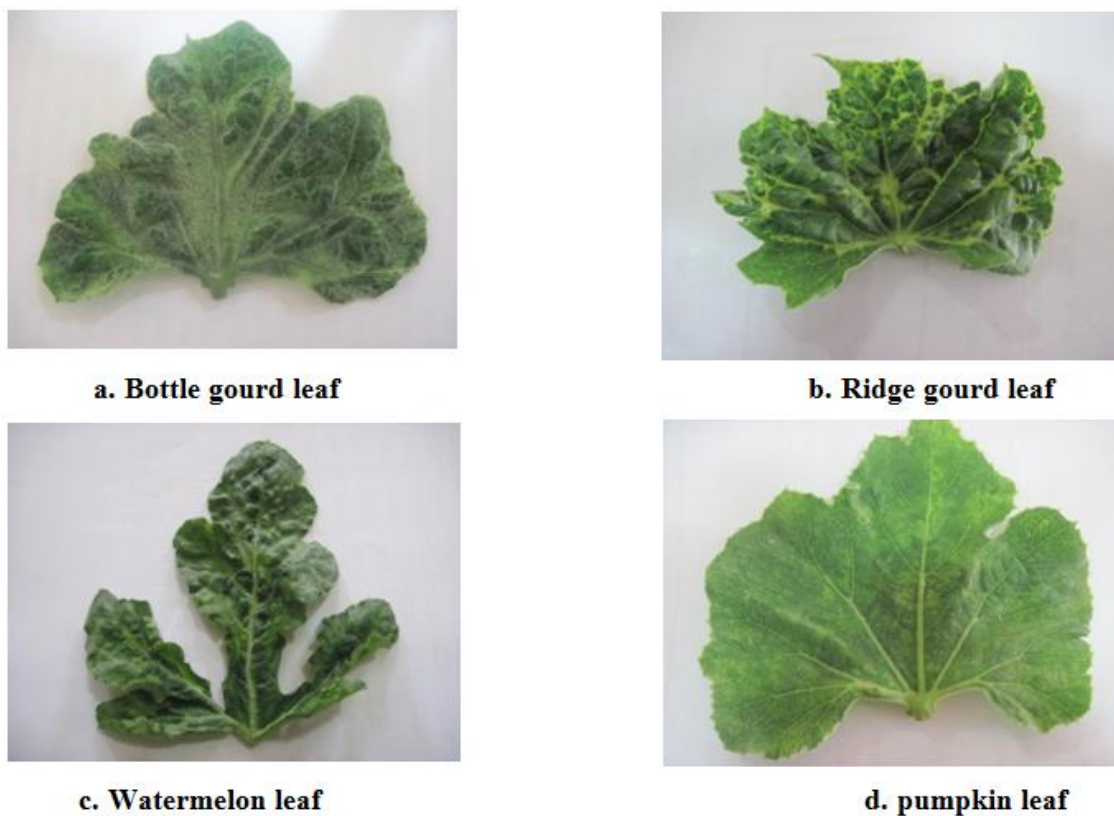 a. Bottle gourd leaf
b. Ridge gourd leaf
c. Watermelon leaf
d. pumpkin leaf